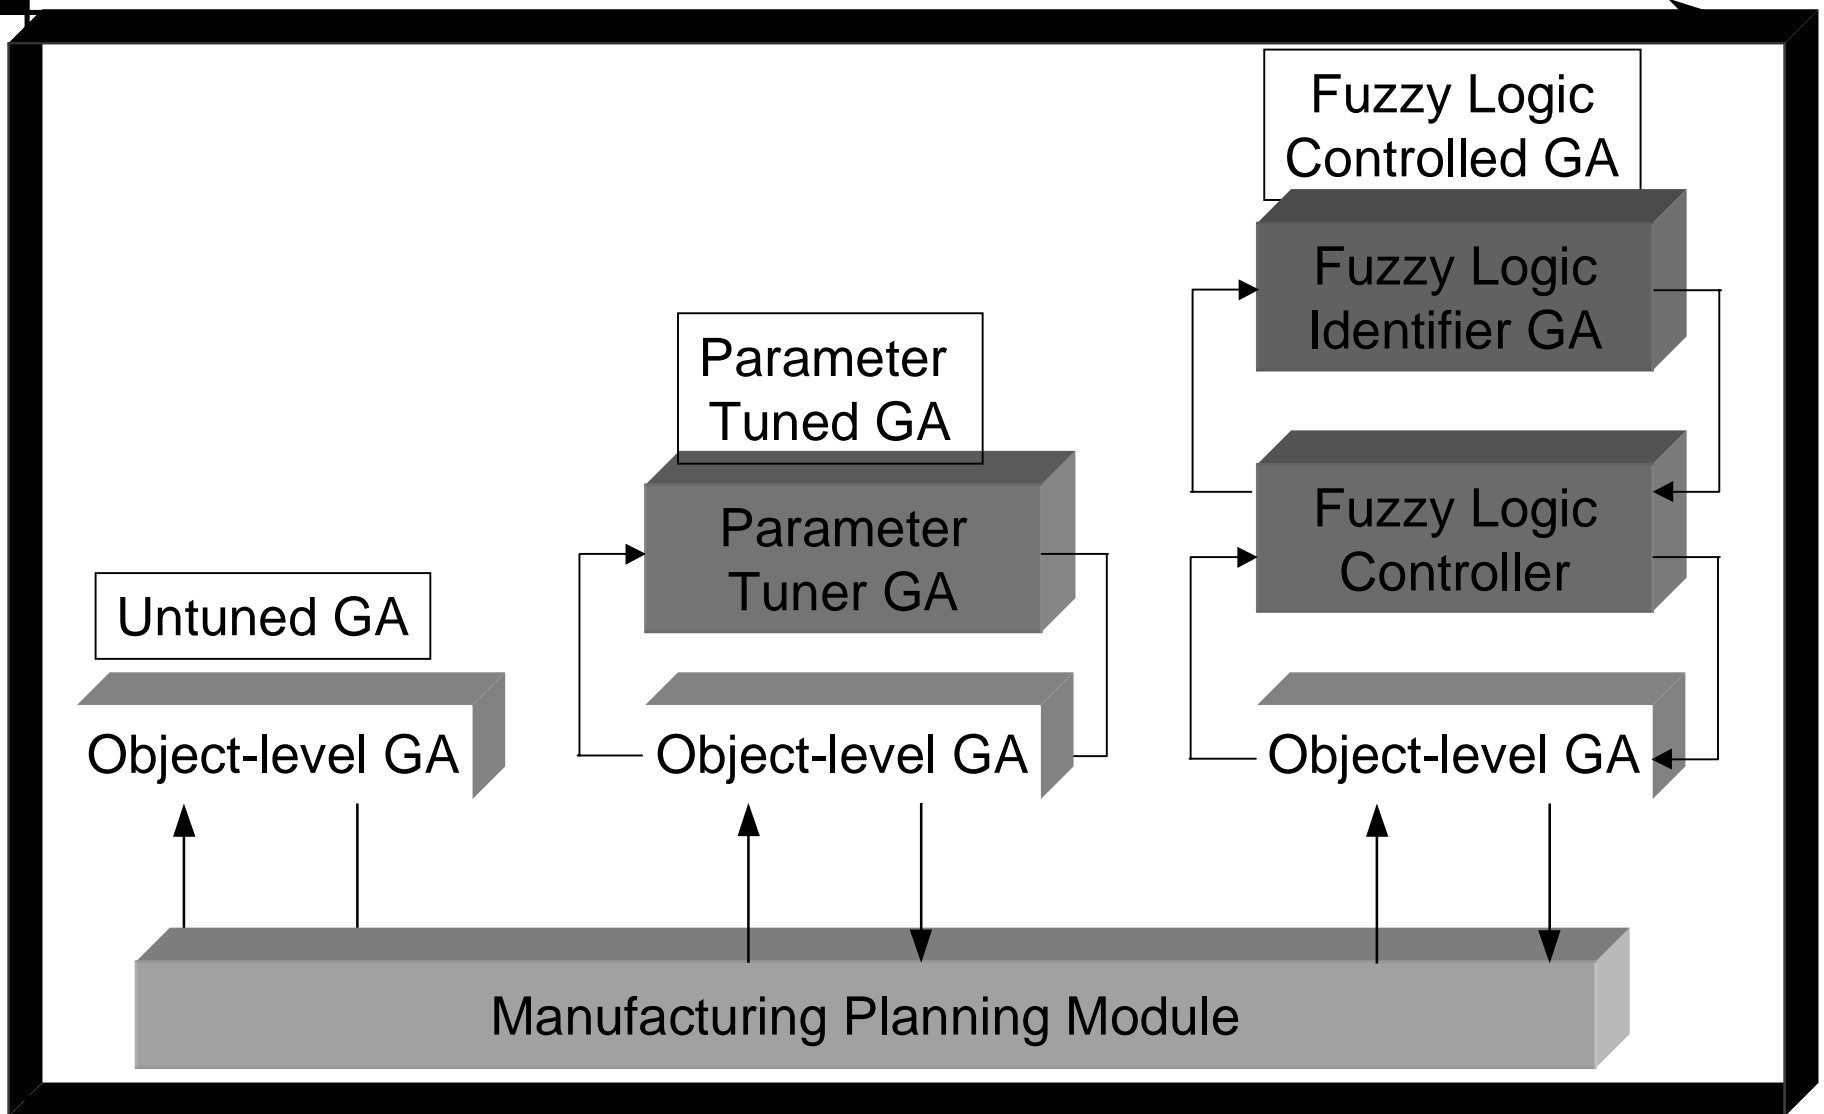 Fuzzy Logic
Controlled GA
Fuzzy Logic
Identifier GA
Parameter
Tuned GA
Fuzzy Logic
Controller
Parameter
Tuner GA
Untuned GA
Object-level GA
Object-level GA
Object-level GA
Manufacturing Planning Module